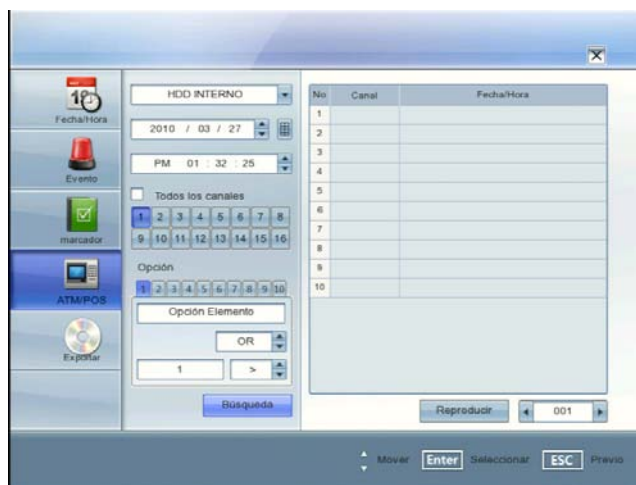 18
Fecha/Hora
Evento
marcador
ATM/POS
Exportar
HDD INTERNO
2010 / 03 / 27
PM 01 : 32 : 25
Todos los canales
1 2 3 4 5 6 7 8
9 10 11 12 13 14 15 16
Opción
1 2 3 4 5 6 7 8 9 10
Opción Elemento
OR
1 >
Búsqueda
No Canal Fecha/Hora
1
2
3
4
5
6
7
8
9
10
Reproducir 001
Mover Enter Seleccionar ESC Previo